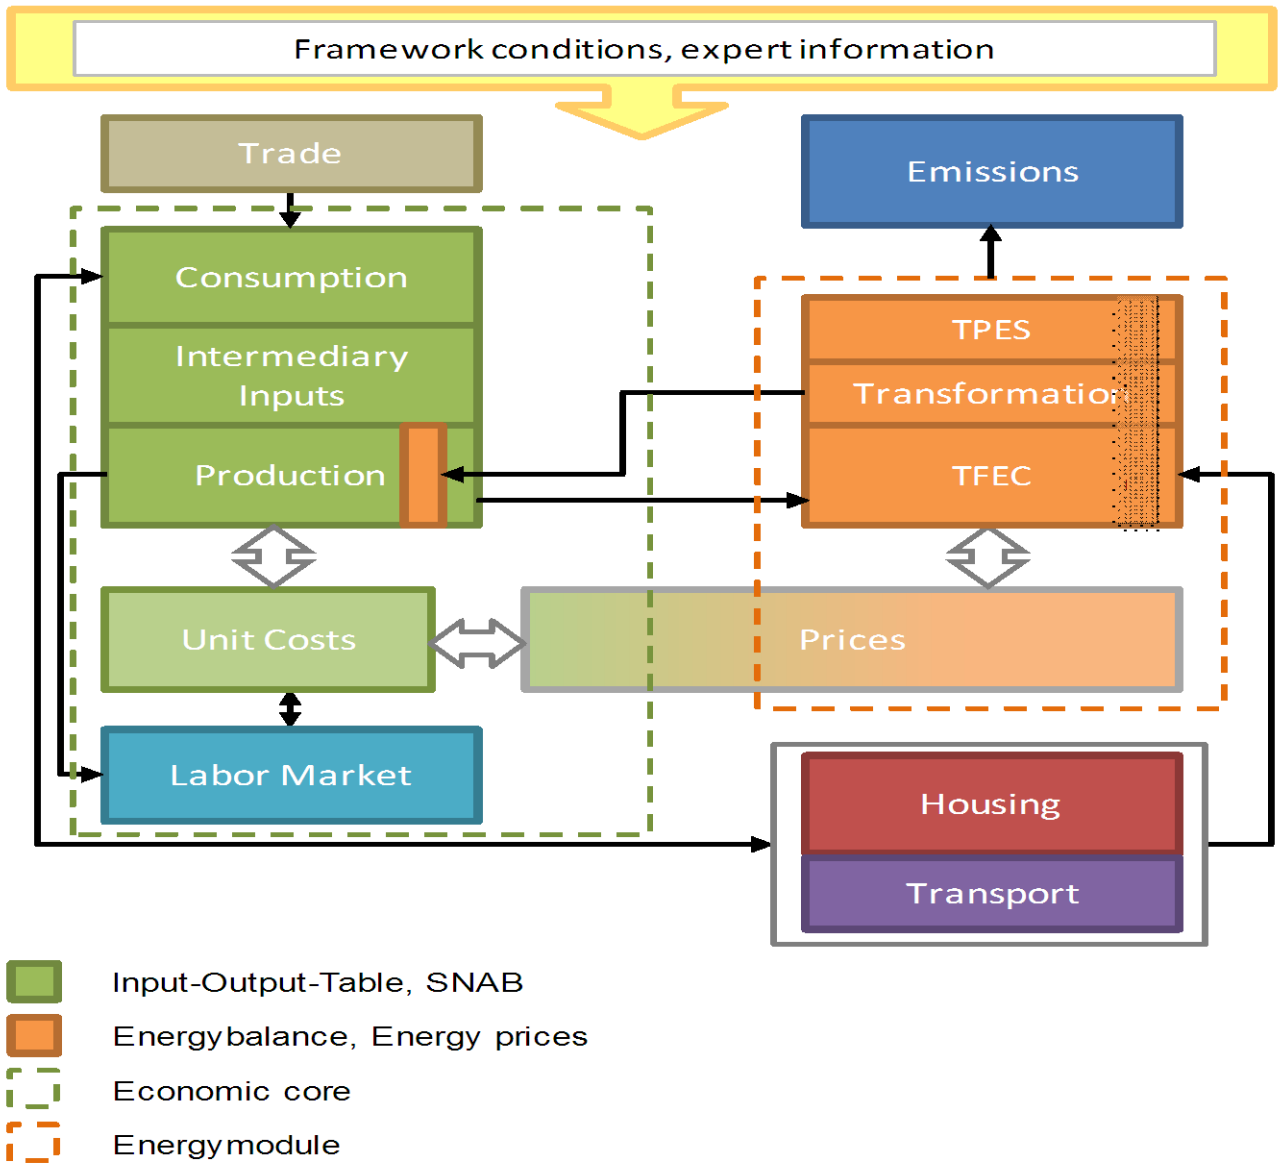 Framework conditions, expert information
Trade
Emissions
Consumption
Intermediary
Inputs
Production
TPES
Transformation
TFEC
Unit Costs
Prices
Labor Market
Housing
Transport
Input-Output-Table, SNAB
Energybalance, Energy prices
Economic core
Energymodule